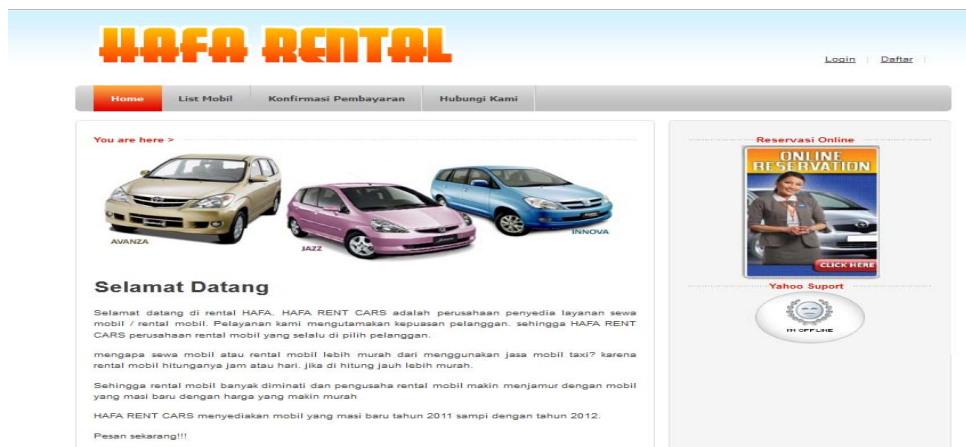 HAFA RENTAL
Login | Daftar |
Home
List Mobil
Konfirmasi Pembayaran
Hubungi Kami
You are here >
AVANZA
JAZZ
INNOVA
Selamat Datang
Selamat datang di rental HAFA. HAFA RENT CARS adalah perusahaan penyedia layanan sewa
mobil / rental mobil. Pelayanan kami mengutamakan kepuasan pelanggan. sehingga HAFA RENT
CARS perusahaan rental mobil yang selalu di pilih pelanggan.
mengapa sewa mobil atau rental mobil lebih murah dari menggunakan jasa mobil taxi? karena
rental mobil hitunganya jam atau hari. jika di hitung jauh lebih murah.
Sehingga rental mobil banyak diminati dan pengusaha rental mobil makin menjamur dengan mobil
yang masi baru dengan harga yang makin murah
HAFA RENT CARS menyediakan mobil yang masi baru tahun 2011 sampi dengan tahun 2012.
Pesan sekarang!!!
Reservasi Online
ONLINE
RESERVATION
CLICK HERE
Yahoo Suport
I'M OFFLINE